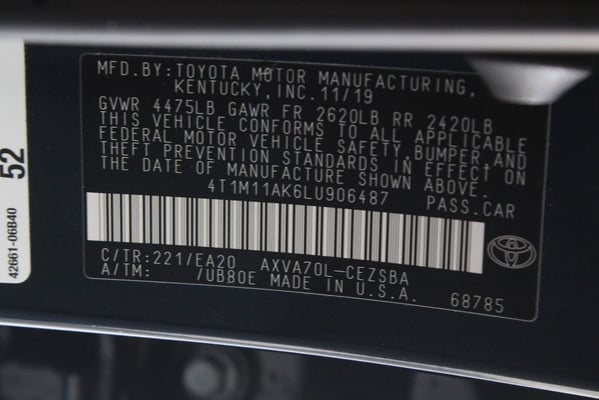 MFD.BY:TOYOTA MOTOR MANUFACTURING,
KENTUCKY,INC.11/19
GVWR 4475LB GAWR FR 2620LB RR 2420LB
THIS VEHICLE CONFORMS TO ALL APPLICABLE
FEDERAL MOTOR VEHICLE SAFETY,BUMPER,AND
THEFT PREVENTION STANDARDS IN EFFECT ON
THE DATE OF MANUFACTURE SHOWN ABOVE.
4T1M11AK6LU906487 PASS.CAR
C/TR:221/EA20 AXVA70L-CEZSBA
A/TM: /UB80E MADE IN U.S.A. 68785
52
42661-06B40